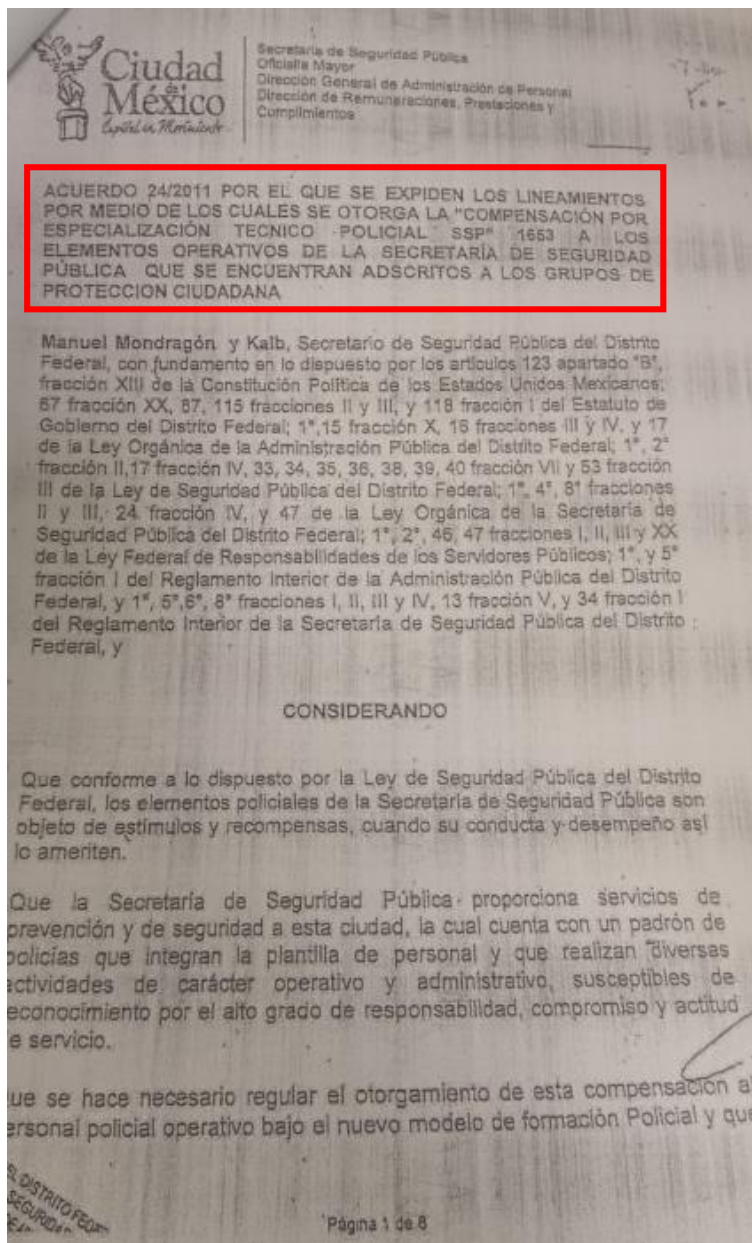 Ciudad
de
México
Capital en Movimiento
Secretaría de Seguridad Pública
Oficialía Mayor
Dirección General de Administración de Personal
Dirección de Remuneraciones, Prestaciones y
Cumplimientos
ACUERDO 24/2011 POR EL QUE SE EXPIDEN LOS LINEAMIENTOS
POR MEDIO DE LOS CUALES SE OTORGA LA "COMPENSACIÓN POR
ESPECIALIZACIÓN TECNICO POLICIAL SSP" 1653 A LOS
ELEMENTOS OPERATIVOS DE LA SECRETARÍA DE SEGURIDAD
PÚBLICA QUE SE ENCUENTRAN ADSCRITOS A LOS GRUPOS DE
PROTECCION CIUDADANA
Manuel Mondragón y Kalb, Secretario de Seguridad Pública del Distrito
Federal, con fundamento en lo dispuesto por los artículos 123 apartado "B",
fracción XIII de la Constitución Política de los Estados Unidos Mexicanos;
67 fracción XX, 87, 115 fracciones II y III, y 118 fracción I del Estatuto de
Gobierno del Distrito Federal; 1°,15 fracción X, 16 fracciones III y IV, y 17
de la Ley Orgánica de la Administración Pública del Distrito Federal; 1°, 2°
fracción II,17 fracción IV, 33, 34, 35, 36, 38, 39, 40 fracción VII y 53 fracción
III de la Ley de Seguridad Pública del Distrito Federal; 1°, 4°, 8° fracciones
II y III, 24 fracción IV, y 47 de la Ley Orgánica de la Secretaría de
Seguridad Pública del Distrito Federal; 1°, 2°, 46, 47 fracciones I, II, III y XX
de la Ley Federal de Responsabilidades de los Servidores Públicos; 1°, y 5°
fracción I del Reglamento Interior de la Administración Pública del Distrito
Federal, y 1°, 5°,6°, 8° fracciones I, II, III y IV, 13 fracción V, y 34 fracción I
del Reglamento Interior de la Secretaría de Seguridad Pública del Distrito
Federal, y
CONSIDERANDO
Que conforme a lo dispuesto por la Ley de Seguridad Pública del Distrito
Federal, los elementos policiales de la Secretaría de Seguridad Pública son
objeto de estímulos y recompensas, cuando su conducta y desempeño así
lo ameriten.
Que la Secretaría de Seguridad Pública proporciona servicios de
prevención y de seguridad a esta ciudad, la cual cuenta con un padrón de
policías que integran la plantilla de personal y que realizan diversas
actividades de carácter operativo y administrativo, susceptibles de
econocimiento por el alto grado de responsabilidad, compromiso y actitud
e servicio.
ue se hace necesario regular el otorgamiento de esta compensación al
ersonal policial operativo bajo el nuevo modelo de formación Policial y que
EL DISTRITO FEDER
SEGURIDA
Página 1 de 8